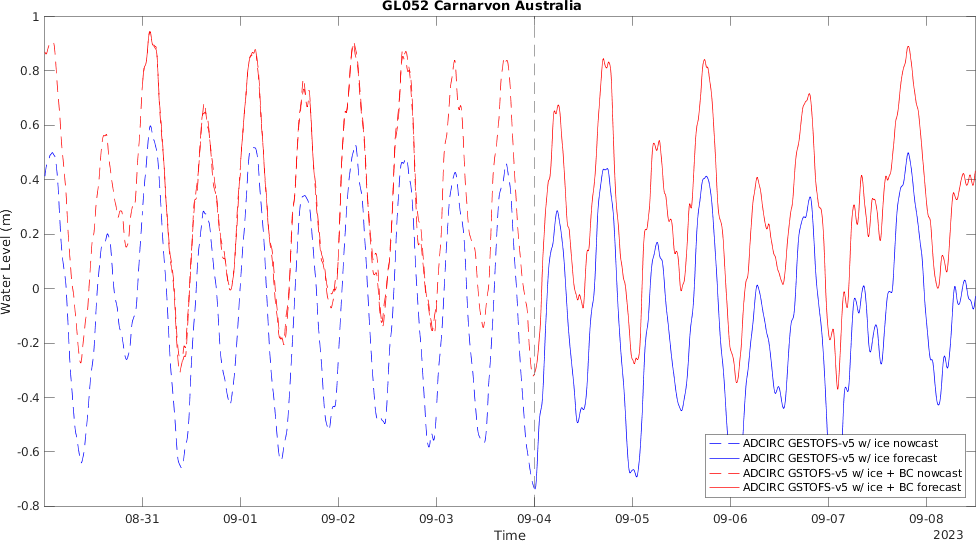 GL052 Carnarvon Australia
1
0.8
0.6
0.4
0.2
0
-0.2
-0.4
-0.6
-0.8
Water Level (m)
08-31
09-01
09-02
09-03
09-04
09-05
09-06
09-07
09-08
Time
2023
ADCIRC GESTOFS-v5 w/ ice nowcast
ADCIRC GESTOFS-v5 w/ ice forecast
ADCIRC GSTOFS-v5 w/ ice + BC nowcast
ADCIRC GSTOFS-v5 w/ ice + BC forecast